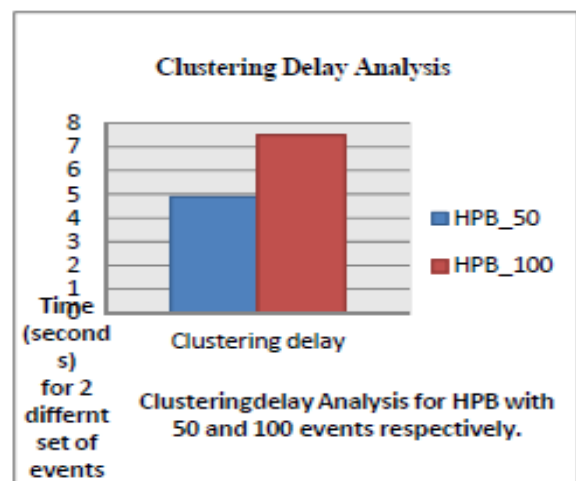 Clustering Delay Analysis
8
7
6
5
4
3
2
1
0
HPB_50
HPB_100
Time
(second
s)
for 2
differnt
set of
events
Clustering delay
Clusteringdelay Analysis for HPB with
50 and 100 events respectively.